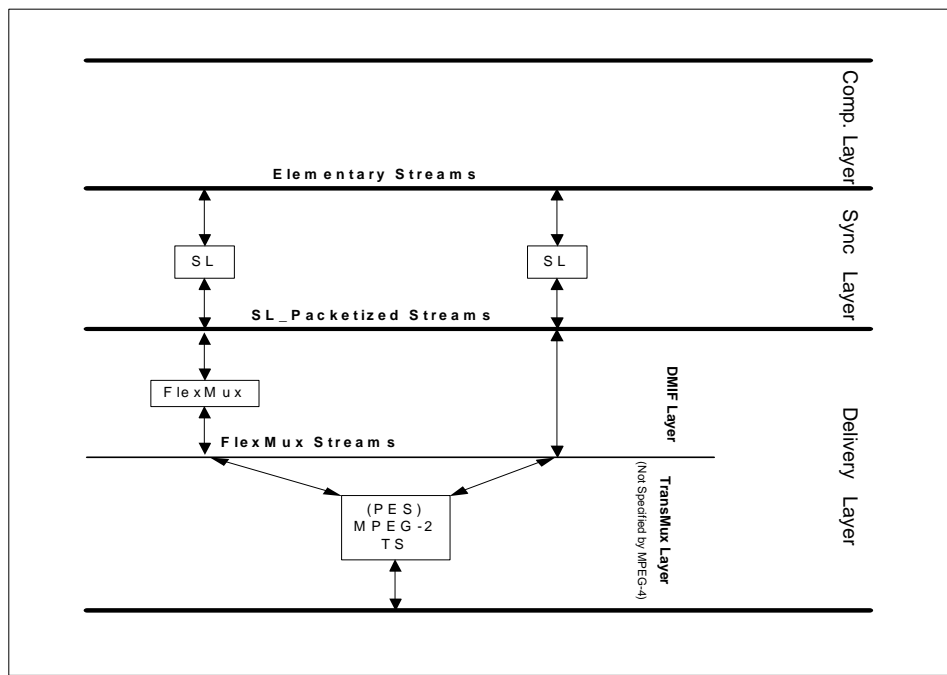 Comp. Layer
Elementary Streams
Sync Layer
SL
SL
SL_Packetized Streams
FlexMux
DMIF Layer
Delivery Layer
FlexMux Streams
(PES)
MPEG-2
TS
TransMux Layer
(Not Specified by MPEG-4)